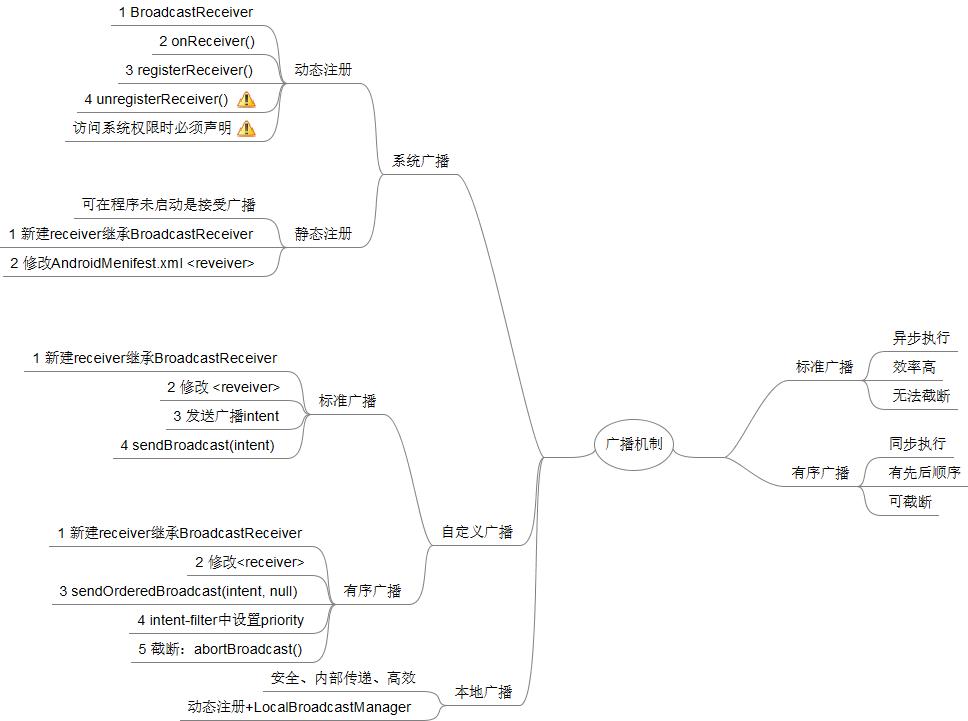 1 BroadcastReceiver
2 onReceiver()
3 registerReceiver()
4 unregisterReceiver()
访问系统权限时必须声明
动态注册
系统广播
可在程序未启动是接受广播
1 新建receiver继承BroadcastReceiver
2 修改AndroidMenifest.xml <reveiver>
静态注册
1 新建receiver继承BroadcastReceiver
2 修改 <reveiver>
3 发送广播intent
4 sendBroadcast(intent)
标准广播
自定义广播
1 新建receiver继承BroadcastReceiver
2 修改<receiver>
3 sendOrderedBroadcast(intent, null)
4 intent-filter中设置priority
5 截断：abortBroadcast()
有序广播
安全、内部传递、高效
动态注册+LocalBroadcastManager
本地广播
广播机制
标准广播
异步执行
效率高
无法截断
有序广播
同步执行
有先后顺序
可截断